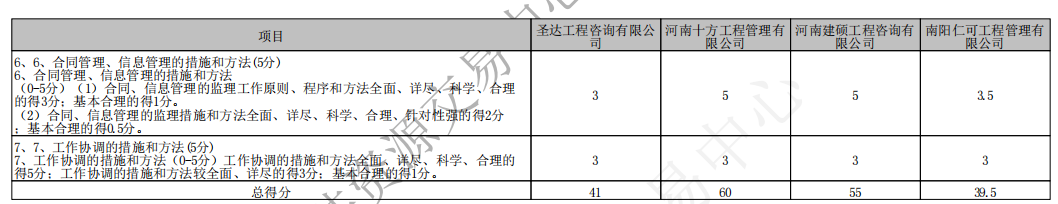 项目
圣达工程咨询有限公
司
河南十方工程管理有
限公司
河南建硕工程咨询有
限公司
南阳仁可工程管理有
限公司
6、6、合同管理、信息管理的措施和方法(5分)
6、合同管理、信息管理的措施和方法
（0-5分）（1）合同、信息管理的监理工作原则、程序和方法全面、详尽、科学、合理
的得3分；基本合理的得1分。
（2）合同、信息管理的监理措施和方法全面、详尽、科学、合理、针对性强的得2分
；基本合理的得0.5分。
3
5
5
3.5
7、7、工作协调的措施和方法(5分)
7、工作协调的措施和方法（0-5分）工作协调的措施和方法全面、详尽、科学、合理的
得5分；工作协调的措施和方法较全面、详尽的得3分；基本合理的得1分。
3
3
3
3
总得分
41
60
55
39.5
资源交易中心
易中心